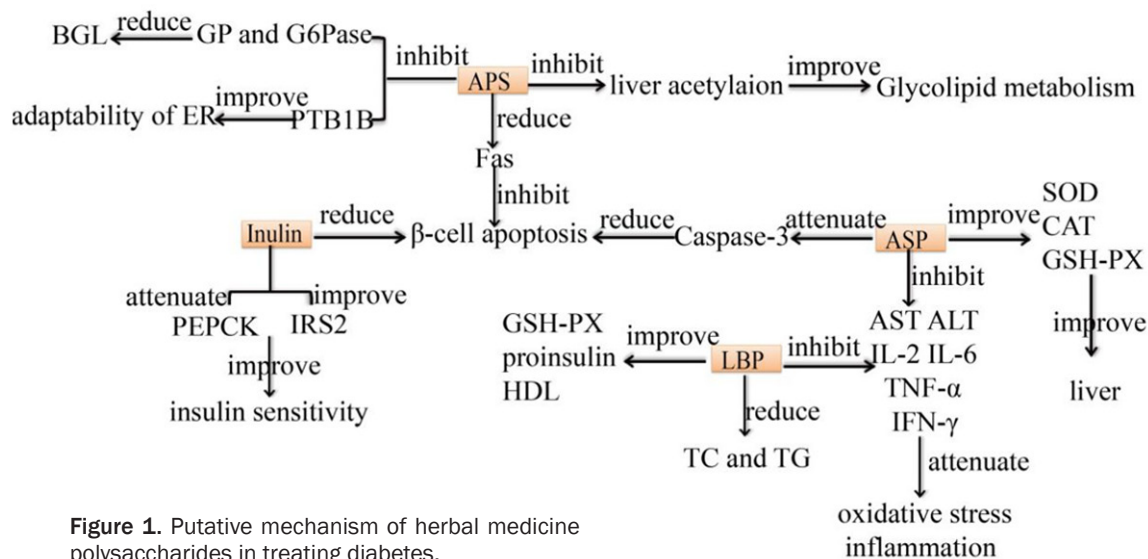 BGL reduce GP and G6Pase
adaptability of ER improve PTB1B
inhibit APS inhibit liver acetylaion improve Glycolipid metabolism
reduce
Fas
inhibit
Inulin reduce β-cell apoptosis reduce Caspase-3 attenuate ASP improve
SOD
CAT
GSH-PX
improve
liver
attenuate improve
PEPCK IRS2
improve
insulin sensitivity
inhibit
GSH-PX
proinsulin
HDL
improve LBP inhibit
reduce
TC and TG
AST ALT
IL-2 IL-6
TNF-α
IFN-γ
attenuate
oxidative stress
inflammation
Figure 1. Putative mechanism of herbal medicine
polysaccharides in treating diabetes.